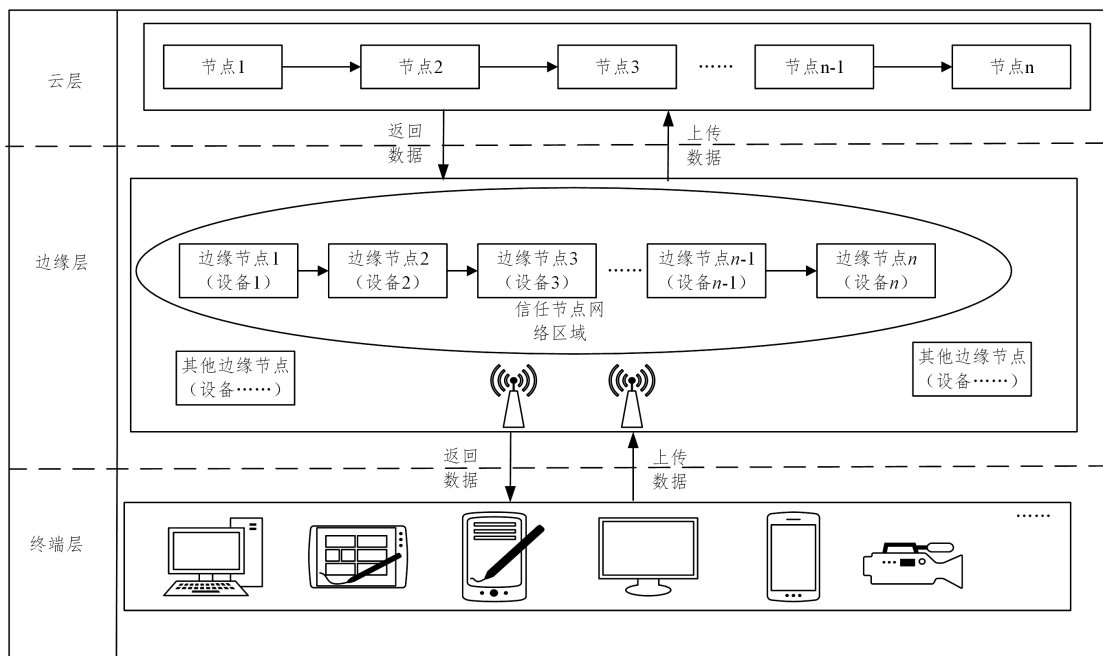 云层
节点1
节点2
节点3
……
节点n-1
节点n
返回
数据
上传
数据
边缘层
边缘节点1
（设备1）
边缘节点2
（设备2）
边缘节点3
（设备3）
……
边缘节点n-1
（设备n-1）
边缘节点n
（设备n）
信任节点网
络区域
其他边缘节点
（设备……）
其他边缘节点
（设备……）
返回
数据
上传
数据
终端层
……